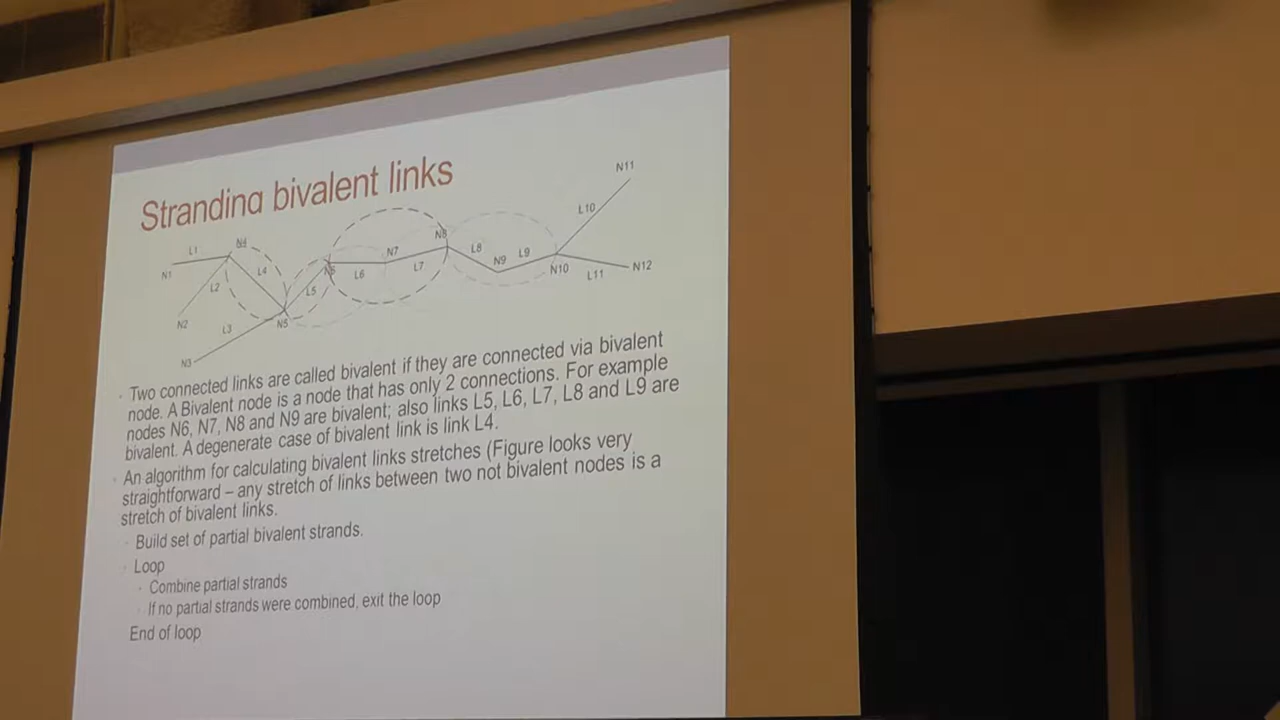 Stranding bivalent links
N11
L10
L1
N4
N8
L8
L9
N7
N1
L4
N6
L6
L7
N9
N10
L11
N12
L2
L5
N2
L3
N5
N3
Two connected links are called bivalent if they are connected via bivalent
node. A Bivalent node is a node that has only 2 connections. For example
nodes N6, N7, N8 and N9 are bivalent; also links L5, L6, L7, L8 and L9 are
bivalent. A degenerate case of bivalent link is link L4.
An algorithm for calculating bivalent links stretches (Figure looks very
straightforward – any stretch of links between two not bivalent nodes is a
stretch of bivalent links.
Build set of partial bivalent strands.
Loop
Combine partial strands
If no partial strands were combined, exit the loop
End of loop